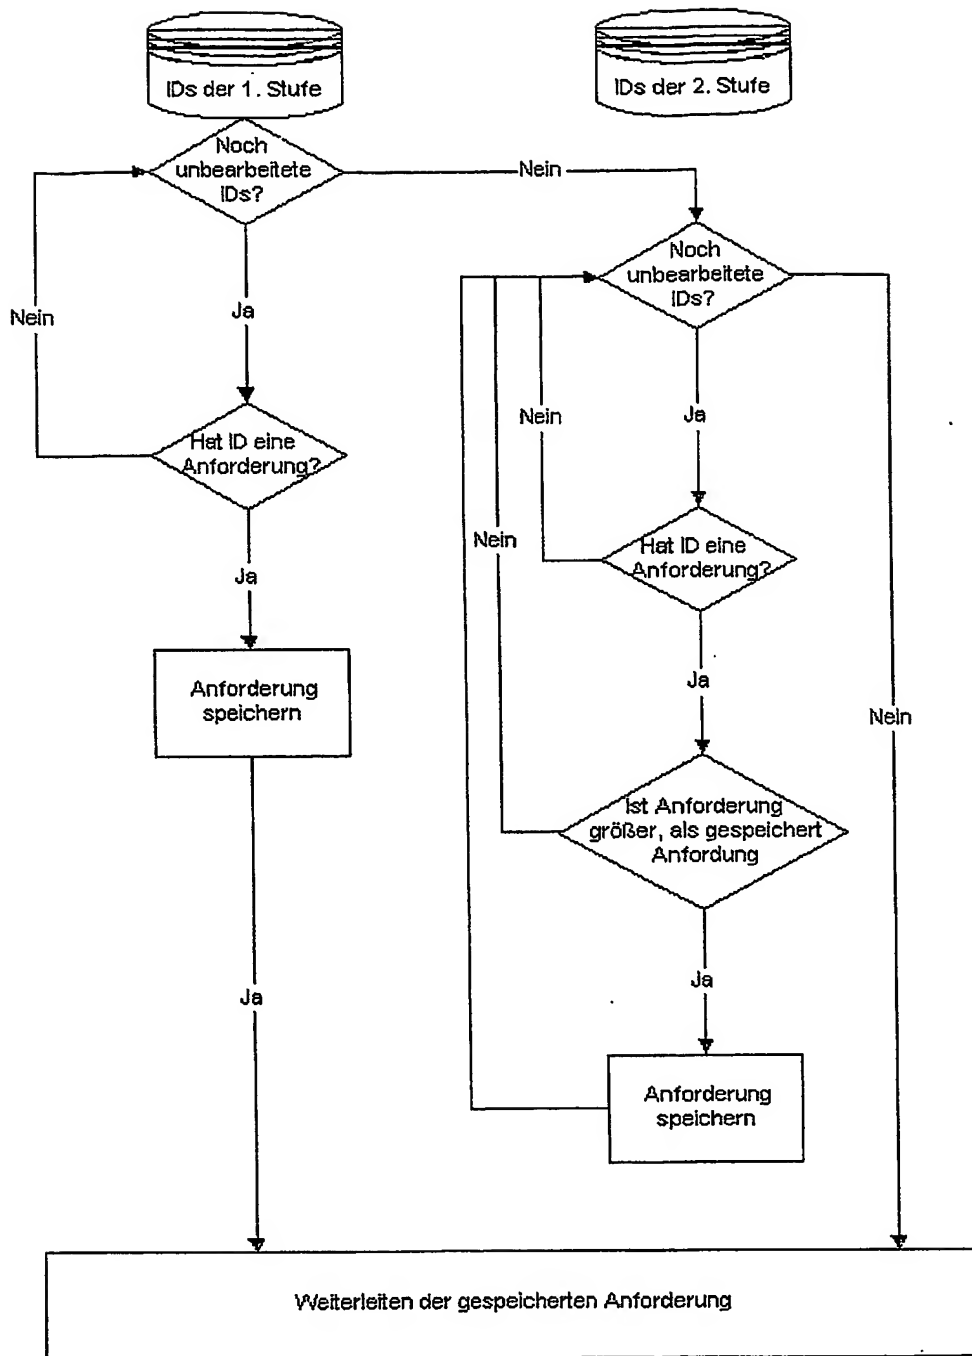 IDs der 1. Stufe
IDs der 2. Stufe
Noch
unbearbeitete
IDs?
Nein
Noch
unbearbeitete
IDs?
Nein
Ja
Nein
Ja
Hat ID eine
Anforderung?
Nein
Hat ID eine
Anforderung?
Ja
Ja
Anforderung
speichern
Nein
Ist Anforderung
größer, als gespeichert
Anfordung
Ja
Ja
Anforderung
speichern
Weiterleiten der gespeicherten Anforderung